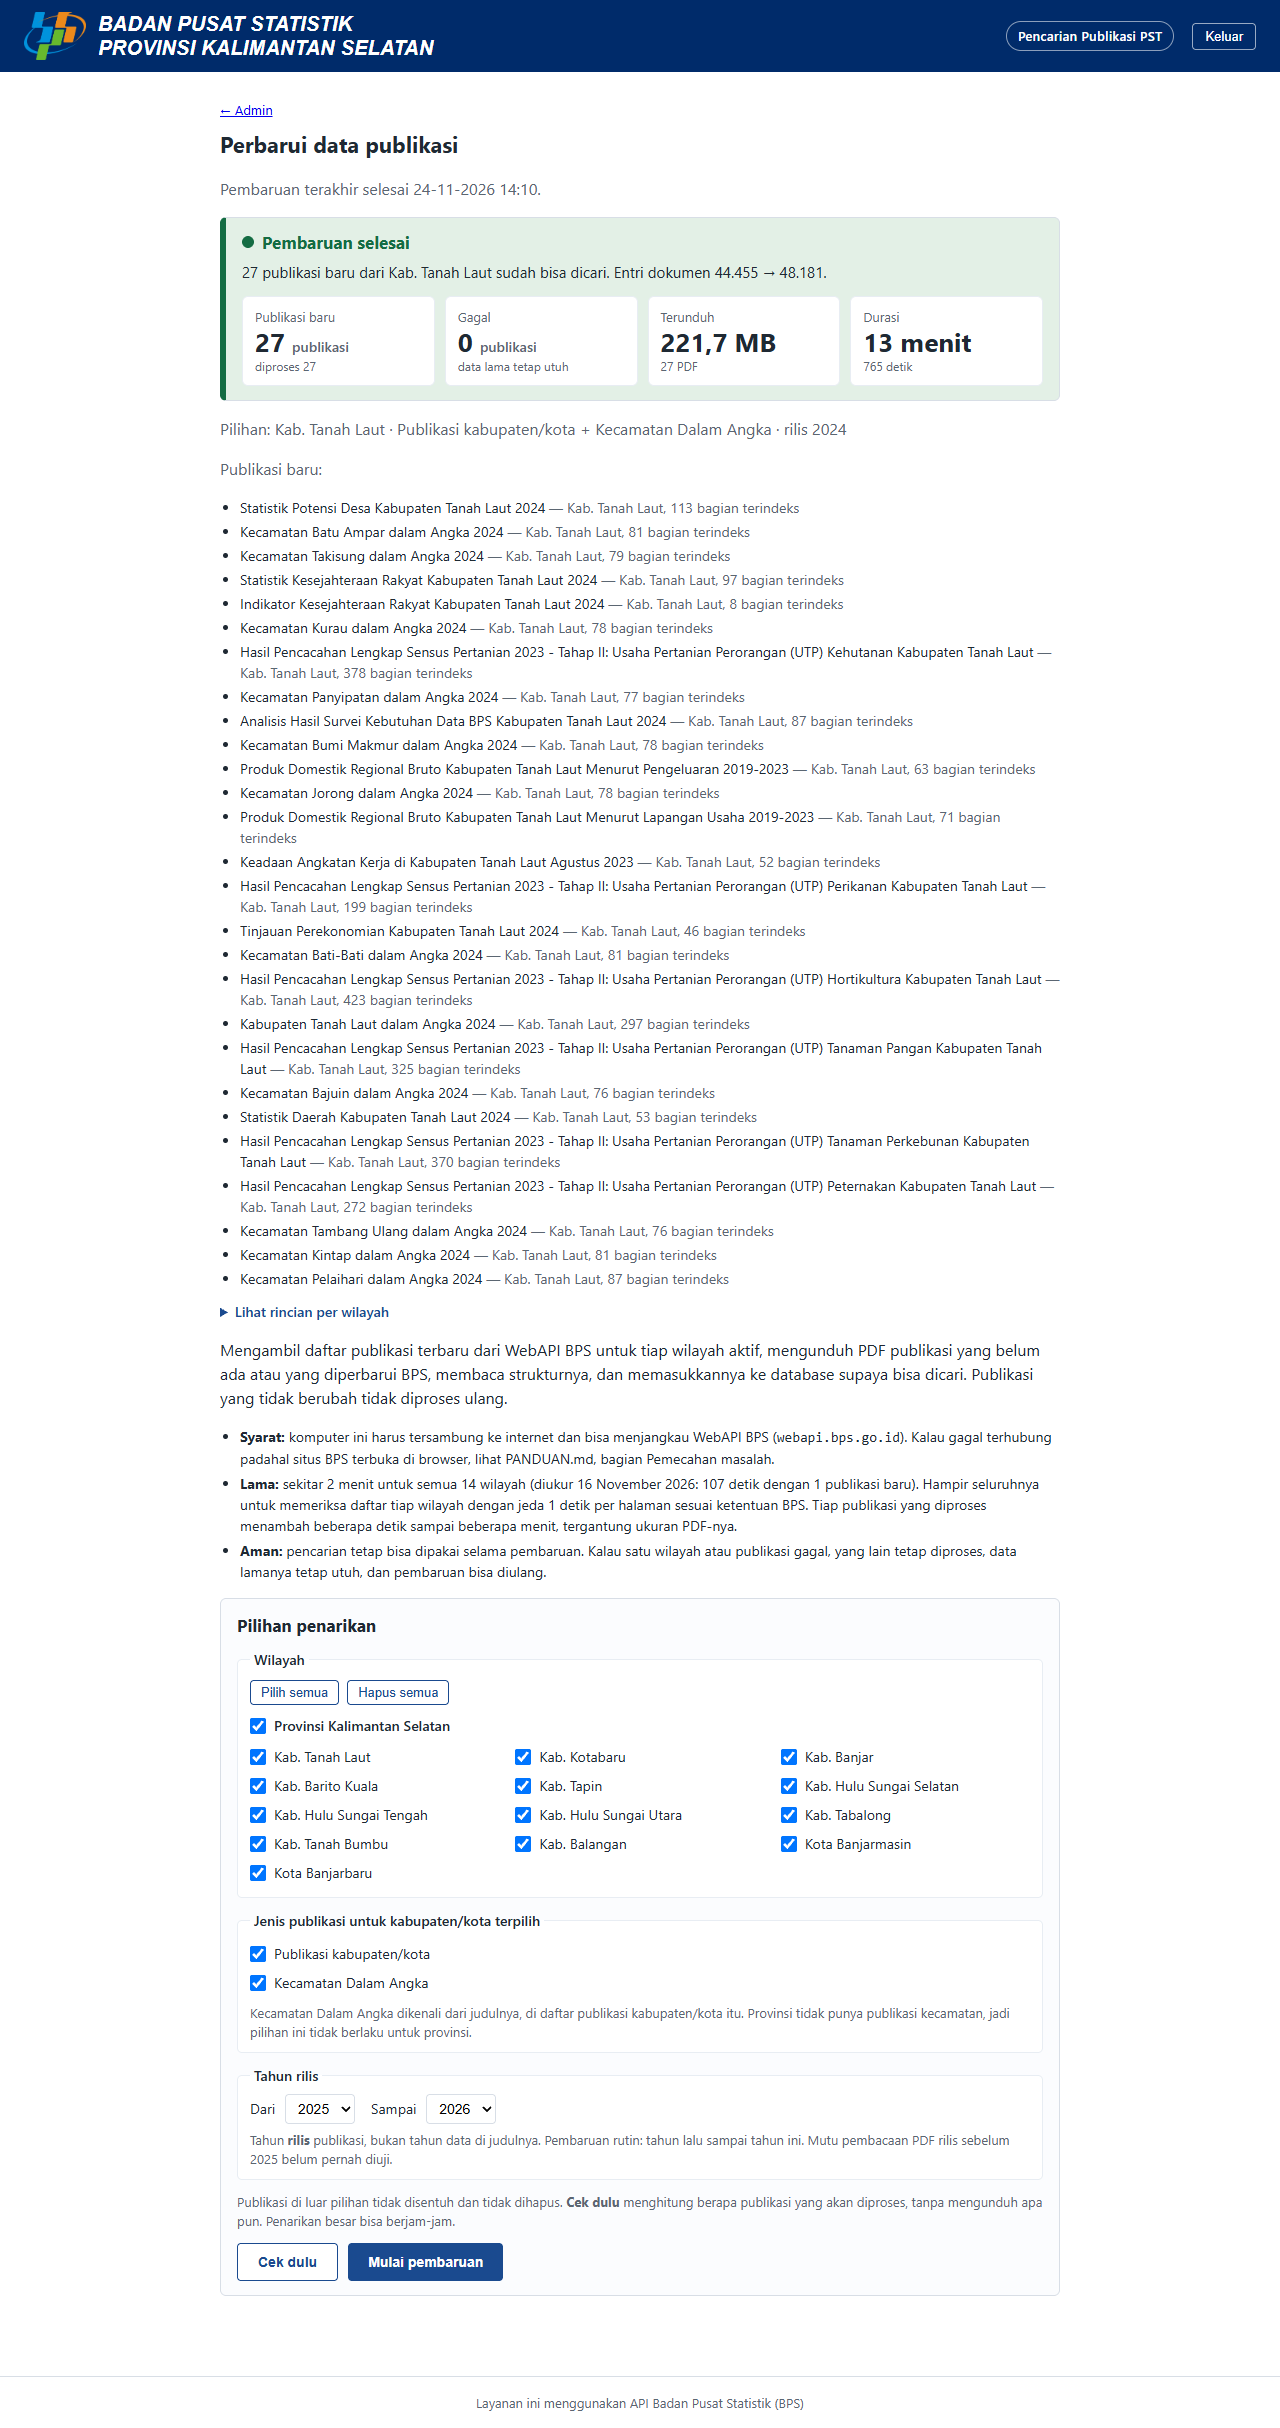 BADAN PUSAT STATISTIK
PROVINSI KALIMANTAN SELATAN
Pencarian Publikasi PST
Keluar
← Admin
Perbarui data publikasi
Pembaruan terakhir selesai 24-11-2026 14:10.
Pembaruan selesai
27 publikasi baru dari Kab. Tanah Laut sudah bisa dicari. Entri dokumen 44.455 → 48.181.
Publikasi baru
27 publikasi
diproses 27
Gagal
0 publikasi
data lama tetap utuh
Terunduh
221,7 MB
27 PDF
Durasi
13 menit
765 detik
Pilihan: Kab. Tanah Laut · Publikasi kabupaten/kota + Kecamatan Dalam Angka · rilis 2024
Publikasi baru:
• Statistik Potensi Desa Kabupaten Tanah Laut 2024 — Kab. Tanah Laut, 113 bagian terindeks
• Kecamatan Batu Ampar dalam Angka 2024 — Kab. Tanah Laut, 81 bagian terindeks
• Kecamatan Takisung dalam Angka 2024 — Kab. Tanah Laut, 79 bagian terindeks
• Statistik Kesejahteraan Rakyat Kabupaten Tanah Laut 2024 — Kab. Tanah Laut, 97 bagian terindeks
• Indikator Kesejahteraan Rakyat Kabupaten Tanah Laut 2024 — Kab. Tanah Laut, 8 bagian terindeks
• Kecamatan Kurau dalam Angka 2024 — Kab. Tanah Laut, 78 bagian terindeks
• Hasil Pencacahan Lengkap Sensus Pertanian 2023 - Tahap II: Usaha Pertanian Perorangan (UTP) Kehutanan Kabupaten Tanah Laut —
Kab. Tanah Laut, 378 bagian terindeks
• Kecamatan Panyipatan dalam Angka 2024 — Kab. Tanah Laut, 77 bagian terindeks
• Analisis Hasil Survei Kebutuhan Data BPS Kabupaten Tanah Laut 2024 — Kab. Tanah Laut, 87 bagian terindeks
• Kecamatan Bumi Makmur dalam Angka 2024 — Kab. Tanah Laut, 78 bagian terindeks
• Produk Domestik Regional Bruto Kabupaten Tanah Laut Menurut Pengeluaran 2019-2023 — Kab. Tanah Laut, 63 bagian terindeks
• Kecamatan Jorong dalam Angka 2024 — Kab. Tanah Laut, 78 bagian terindeks
• Produk Domestik Regional Bruto Kabupaten Tanah Laut Menurut Lapangan Usaha 2019-2023 — Kab. Tanah Laut, 71 bagian
terindeks
• Keadaan Angkatan Kerja di Kabupaten Tanah Laut Agustus 2023 — Kab. Tanah Laut, 52 bagian terindeks
• Hasil Pencacahan Lengkap Sensus Pertanian 2023 - Tahap II: Usaha Pertanian Perorangan (UTP) Perikanan Kabupaten Tanah Laut —
Kab. Tanah Laut, 199 bagian terindeks
• Tinjauan Perekonomian Kabupaten Tanah Laut 2024 — Kab. Tanah Laut, 46 bagian terindeks
• Kecamatan Bati-Bati dalam Angka 2024 — Kab. Tanah Laut, 81 bagian terindeks
• Hasil Pencacahan Lengkap Sensus Pertanian 2023 - Tahap II: Usaha Pertanian Perorangan (UTP) Hortikultura Kabupaten Tanah Laut —
Kab. Tanah Laut, 423 bagian terindeks
• Kabupaten Tanah Laut dalam Angka 2024 — Kab. Tanah Laut, 297 bagian terindeks
• Hasil Pencacahan Lengkap Sensus Pertanian 2023 - Tahap II: Usaha Pertanian Perorangan (UTP) Tanaman Pangan Kabupaten Tanah
Laut — Kab. Tanah Laut, 325 bagian terindeks
• Kecamatan Bajuin dalam Angka 2024 — Kab. Tanah Laut, 76 bagian terindeks
• Statistik Daerah Kabupaten Tanah Laut 2024 — Kab. Tanah Laut, 53 bagian terindeks
• Hasil Pencacahan Lengkap Sensus Pertanian 2023 - Tahap II: Usaha Pertanian Perorangan (UTP) Tanaman Perkebunan Kabupaten
Tanah Laut — Kab. Tanah Laut, 370 bagian terindeks
• Hasil Pencacahan Lengkap Sensus Pertanian 2023 - Tahap II: Usaha Pertanian Perorangan (UTP) Peternakan Kabupaten Tanah Laut —
Kab. Tanah Laut, 272 bagian terindeks
• Kecamatan Tambang Ulang dalam Angka 2024 — Kab. Tanah Laut, 76 bagian terindeks
• Kecamatan Kintap dalam Angka 2024 — Kab. Tanah Laut, 81 bagian terindeks
• Kecamatan Pelaihari dalam Angka 2024 — Kab. Tanah Laut, 87 bagian terindeks
▶ Lihat rincian per wilayah
Mengambil daftar publikasi terbaru dari WebAPI BPS untuk tiap wilayah aktif, mengunduh PDF publikasi yang belum
ada atau yang diperbarui BPS, membaca strukturnya, dan memasukkannya ke database supaya bisa dicari. Publikasi
yang tidak berubah tidak diproses ulang.
• Syarat: komputer ini harus tersambung ke internet dan bisa menjangkau WebAPI BPS (webapi.bps.go.id). Kalau gagal terhubung
padahal situs BPS terbuka di browser, lihat PANDUAN.md, bagian Pemecahan masalah.
• Lama: sekitar 2 menit untuk semua 14 wilayah (diukur 16 November 2026: 107 detik dengan 1 publikasi baru). Hampir seluruhnya
untuk memeriksa daftar tiap wilayah dengan jeda 1 detik per halaman sesuai ketentuan BPS. Tiap publikasi yang diproses
menambah beberapa detik sampai beberapa menit, tergantung ukuran PDF-nya.
• Aman: pencarian tetap bisa dipakai selama pembaruan. Kalau satu wilayah atau publikasi gagal, yang lain tetap diproses, data
lamanya tetap utuh, dan pembaruan bisa diulang.
Pilihan penarikan
Wilayah
Pilih semua
Hapus semua
Provinsi Kalimantan Selatan
Kab. Tanah Laut
Kab. Kotabaru
Kab. Banjar
Kab. Barito Kuala
Kab. Tapin
Kab. Hulu Sungai Selatan
Kab. Hulu Sungai Tengah
Kab. Hulu Sungai Utara
Kab. Tabalong
Kab. Tanah Bumbu
Kab. Balangan
Kota Banjarmasin
Kota Banjarbaru
Jenis publikasi untuk kabupaten/kota terpilih
Publikasi kabupaten/kota
Kecamatan Dalam Angka
Kecamatan Dalam Angka dikenali dari judulnya, di daftar publikasi kabupaten/kota itu. Provinsi tidak punya publikasi kecamatan, jadi
pilihan ini tidak berlaku untuk provinsi.
Tahun rilis
Dari 2025 Sampai 2026
Tahun rilis publikasi, bukan tahun data di judulnya. Pembaruan rutin: tahun lalu sampai tahun ini. Mutu pembacaan PDF rilis sebelum
2025 belum pernah diuji.
Publikasi di luar pilihan tidak disentuh dan tidak dihapus. Cek dulu menghitung berapa publikasi yang akan diproses, tanpa mengunduh apa
pun. Penarikan besar bisa berjam-jam.
Cek dulu
Mulai pembaruan
Layanan ini menggunakan API Badan Pusat Statistik (BPS)